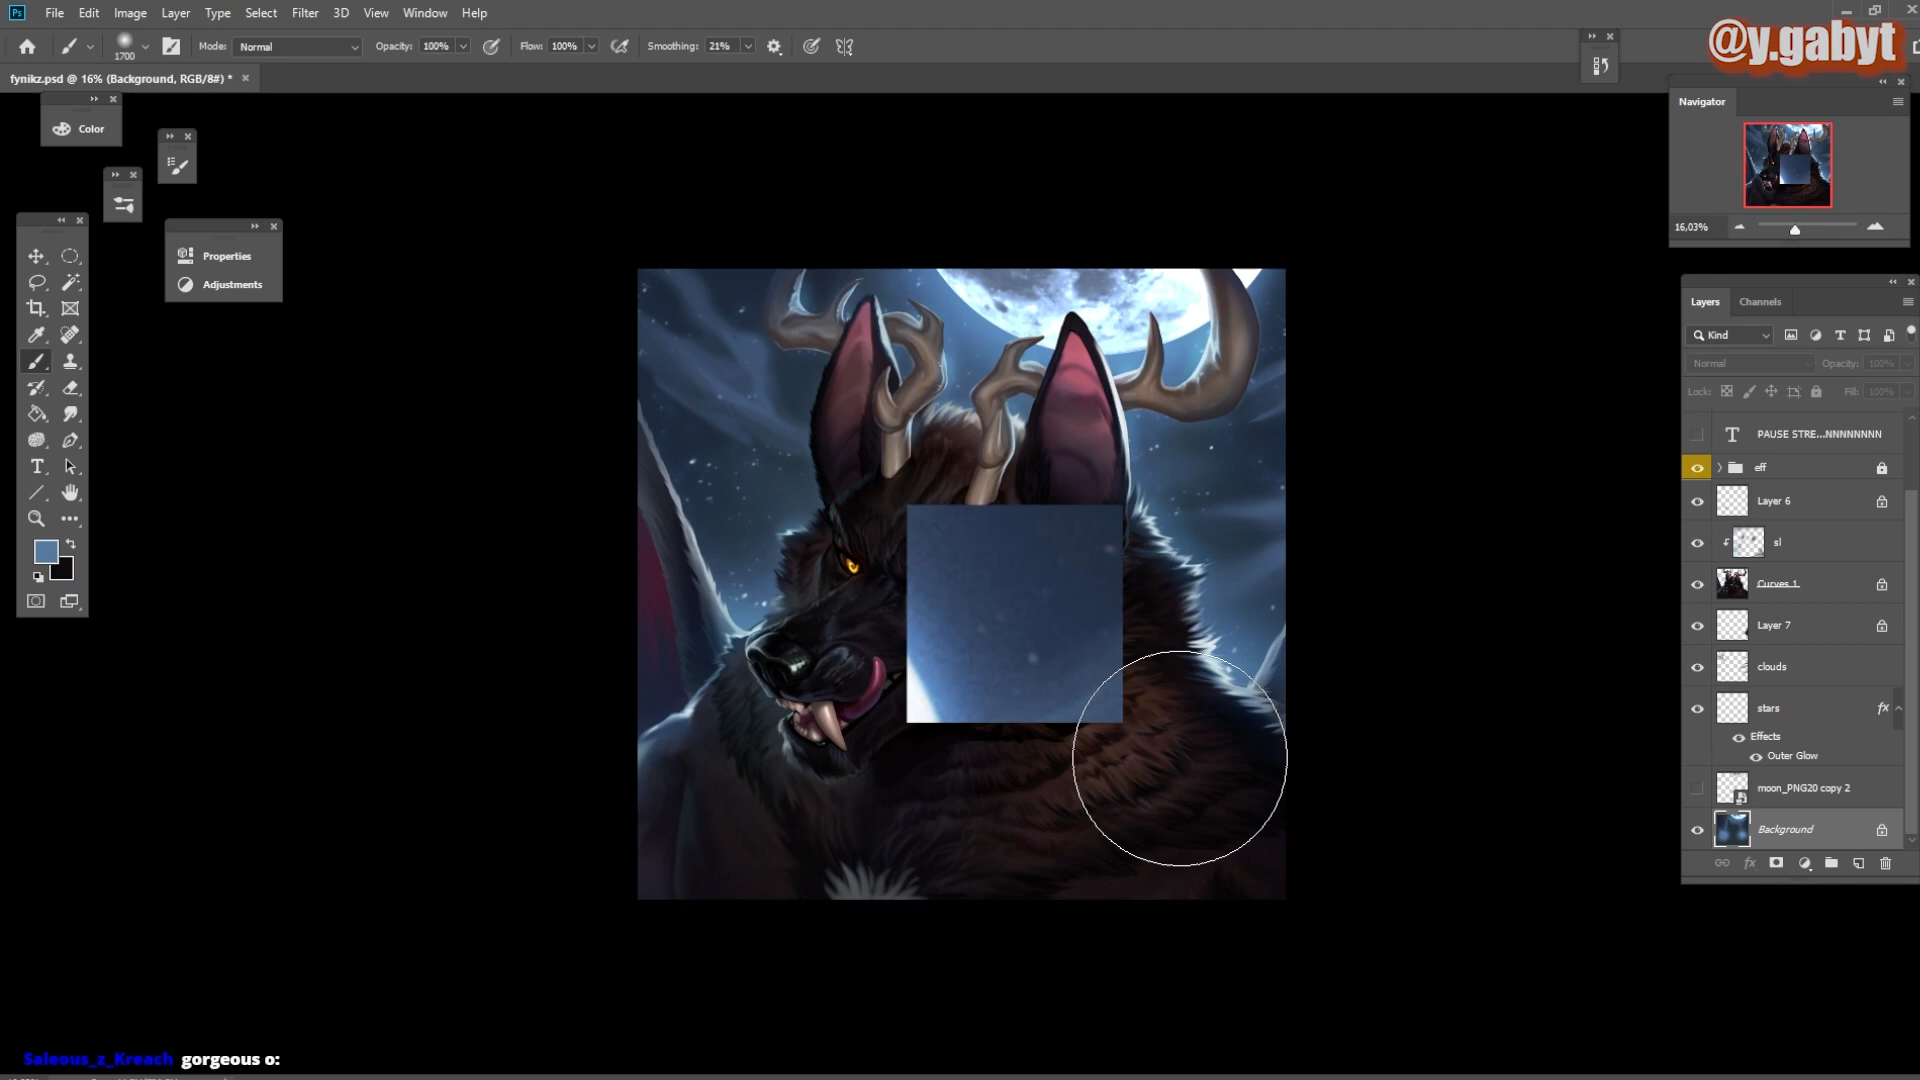 Ps File Edit Image Layer Type Select Filter 3D View Window Help
1700 Mode: Normal Opacity: 100% Flow: 100% Smoothing: 21%
@y.gabyt
fynikz.psd @ 16% (Background, RGB/8#) * ×
Color
Properties
Adjustments
Navigator
16,03%
Layers Channels
Kind
Normal Opacity: 100%
Lock: Fill: 100%
T PAUSE STRE...NNNNNNNN
eff
Layer 6
sl
Curves 1
Layer 7
clouds
stars fx
Effects
Outer Glow
moon_PNG20 copy 2
Background
fx
Saleous_z_Kreach gorgeous o: